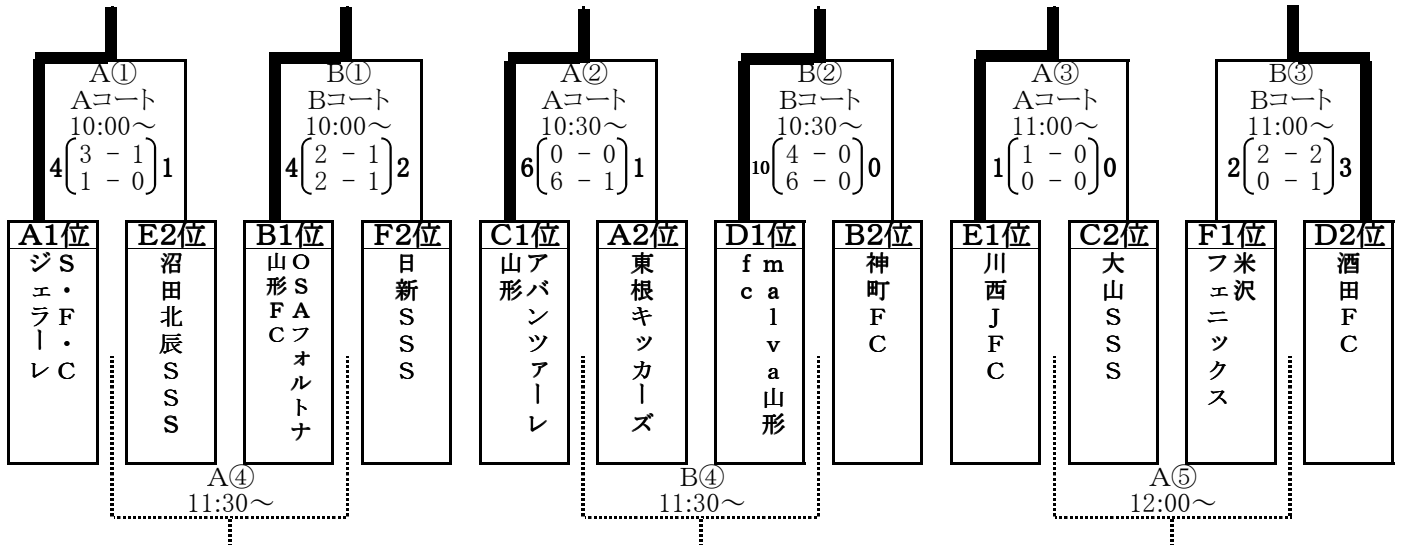 A①
Aコート
10:00～
4 3 - 1 1
1 - 0
B①
Bコート
10:00～
4 2 - 1 2
2 - 1
A②
Aコート
10:30～
6 0 - 0 1
6 - 1
B②
Bコート
10:30～
10 4 - 0 0
6 - 0
A③
Aコート
11:00～
1 1 - 0 0
0 - 0
B③
Bコート
11:00～
2 2 - 2 3
0 - 1
A1位
S・F・C
ジェラーレ
E2位
沼田北辰SSS
B1位
OSAフォルトナ
山形FC
F2位
日新SSS
C1位
アバンツァーレ
山形
A2位
東根キッカーズ
D1位
malva山形
fc
B2位
神町FC
E1位
川西JFC
C2位
大山SSS
F1位
米沢
フェニックス
D2位
酒田FC
A④
11:30～
B④
11:30～
A⑤
12:00～